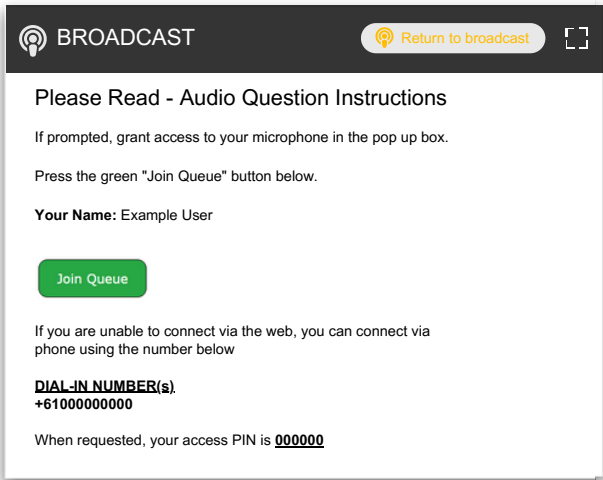 BROADCAST
Return to broadcast
Please Read - Audio Question Instructions
If prompted, grant access to your microphone in the pop up box.
Press the green "Join Queue" button below.
Your Name: Example User
Join Queue
If you are unable to connect via the web, you can connect via
phone using the number below
DIAL-IN NUMBER(s)
+61000000000
When requested, your access PIN is 000000